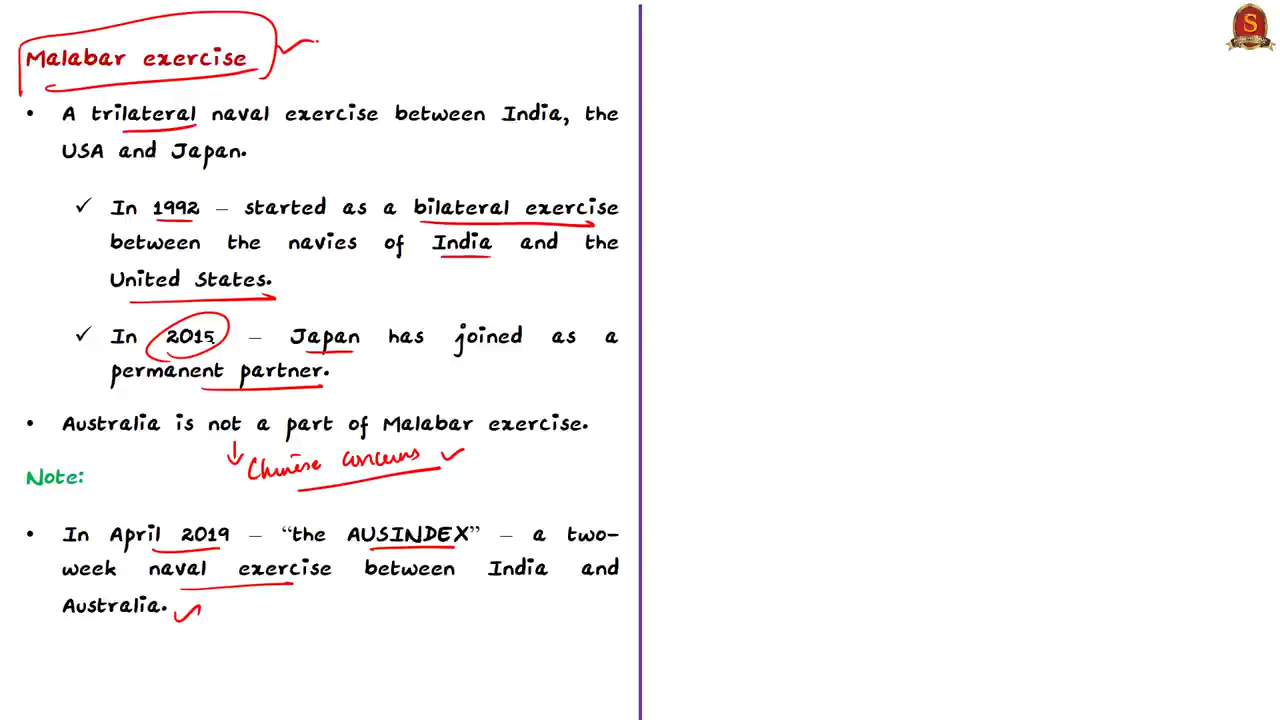 S
Malabar exercise
• A trilateral naval exercise between India, the
USA and Japan.
✓ In 1992 – started as a bilateral exercise
between the navies of India and the
United States.
✓ In 2015 – Japan has joined as a
permanent partner.
• Australia is not a part of Malabar exercise.
Chinese concerns
Note:
• In April 2019 – “the AUSINDEX” – a two-
week naval exercise between India and
Australia.